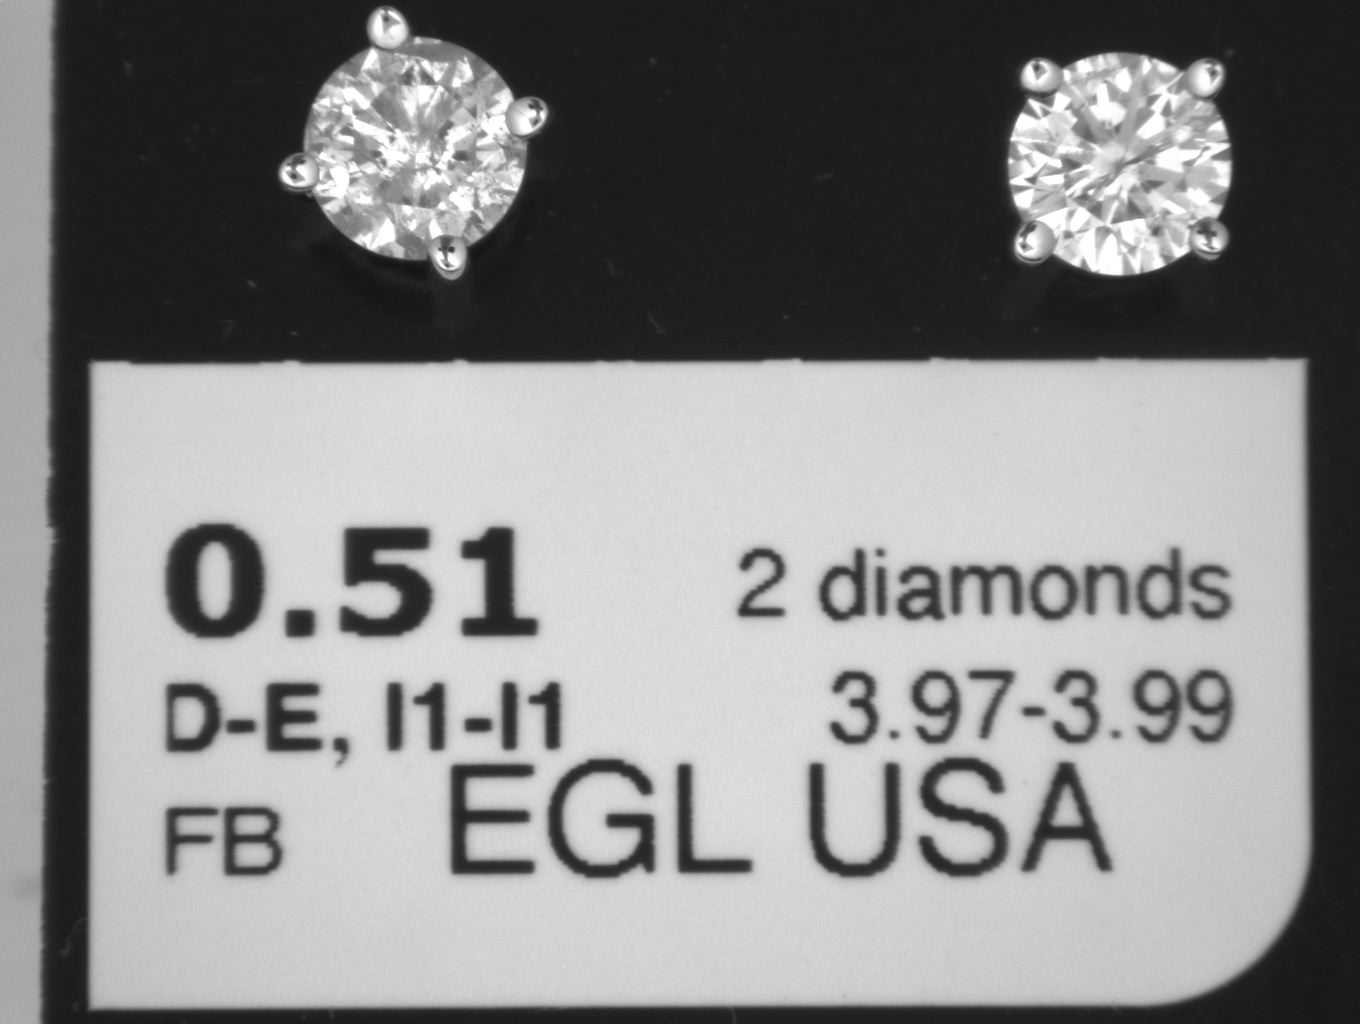 0.51 2 diamonds
D-E, I1-I1 3.97-3.99
FB EGL USA